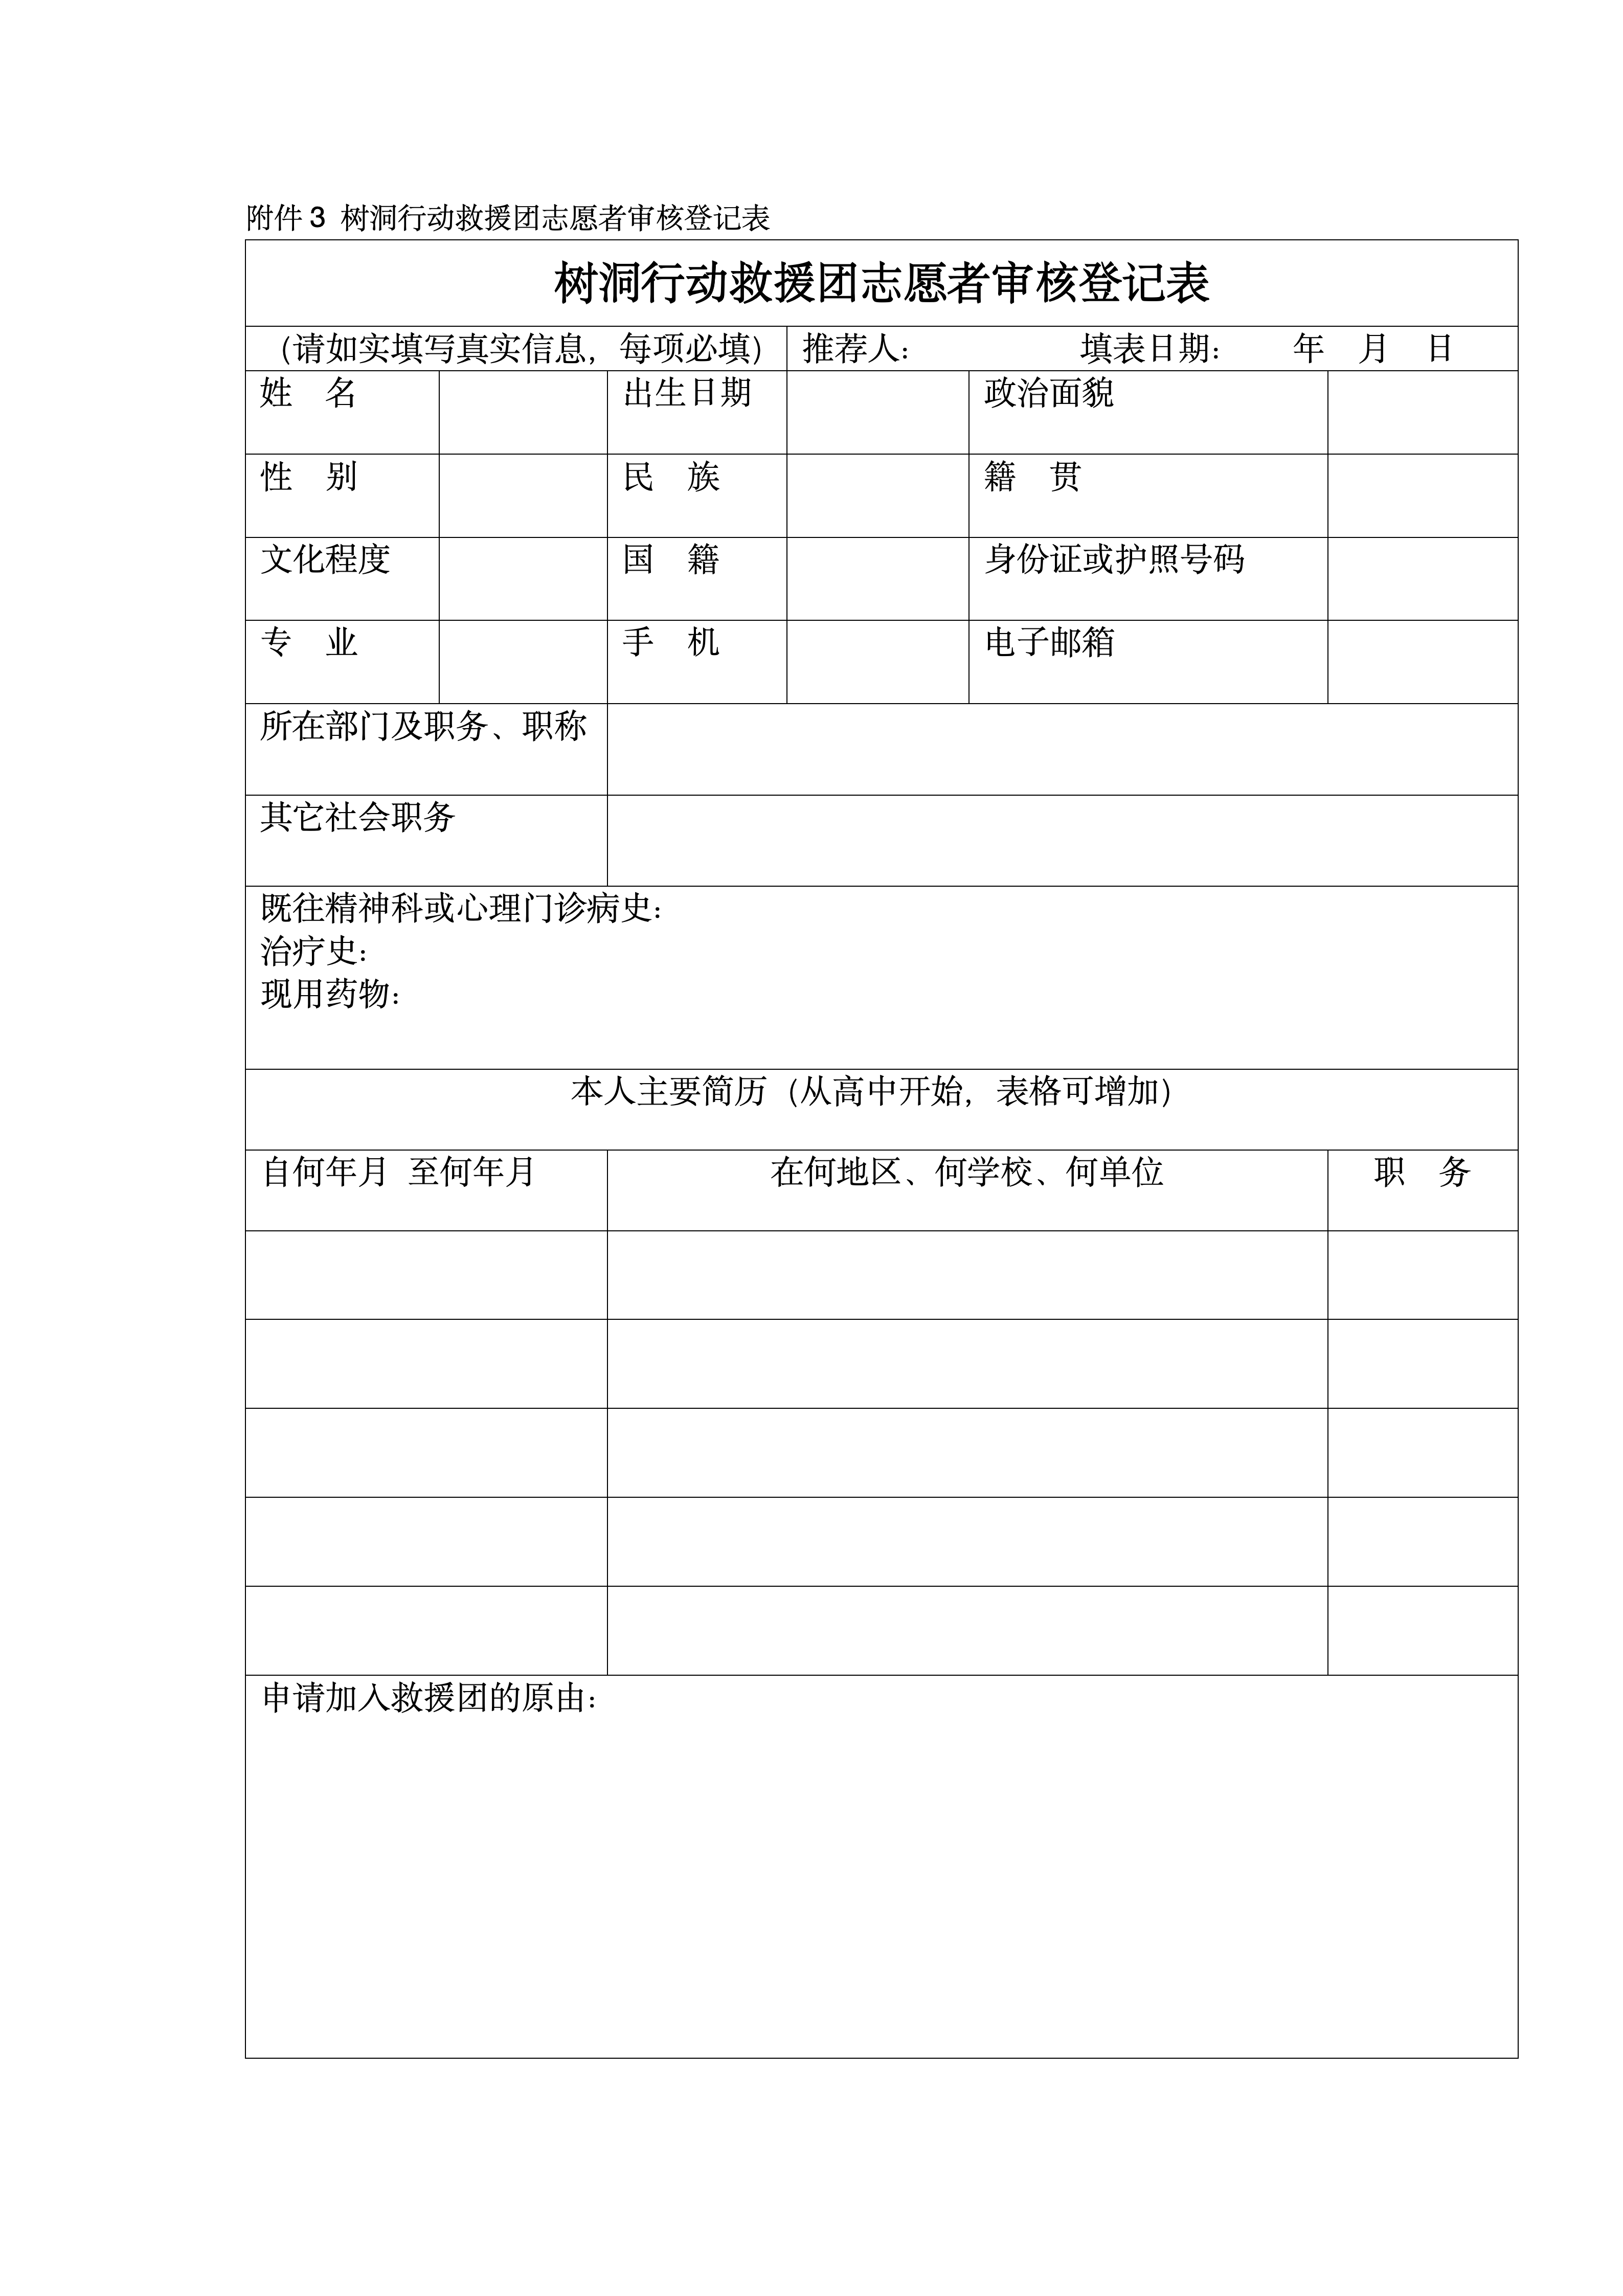 附件 3 树洞行动救援团志愿者审核登记表
树洞行动救援团志愿者审核登记表
（请如实填写真实信息，每项必填） 推荐人： 填表日期： 年 月 日
姓 名 出生日期 政治面貌
性 别 民 族 籍 贯
文化程度 国 籍 身份证或护照号码
专 业 手 机 电子邮箱
所在部门及职务、职称
其它社会职务
既往精神科或心理门诊病史：
治疗史：
现用药物：
本人主要简历（从高中开始，表格可增加）
自何年月 至何年月 在何地区、何学校、何单位 职 务
申请加入救援团的原由：